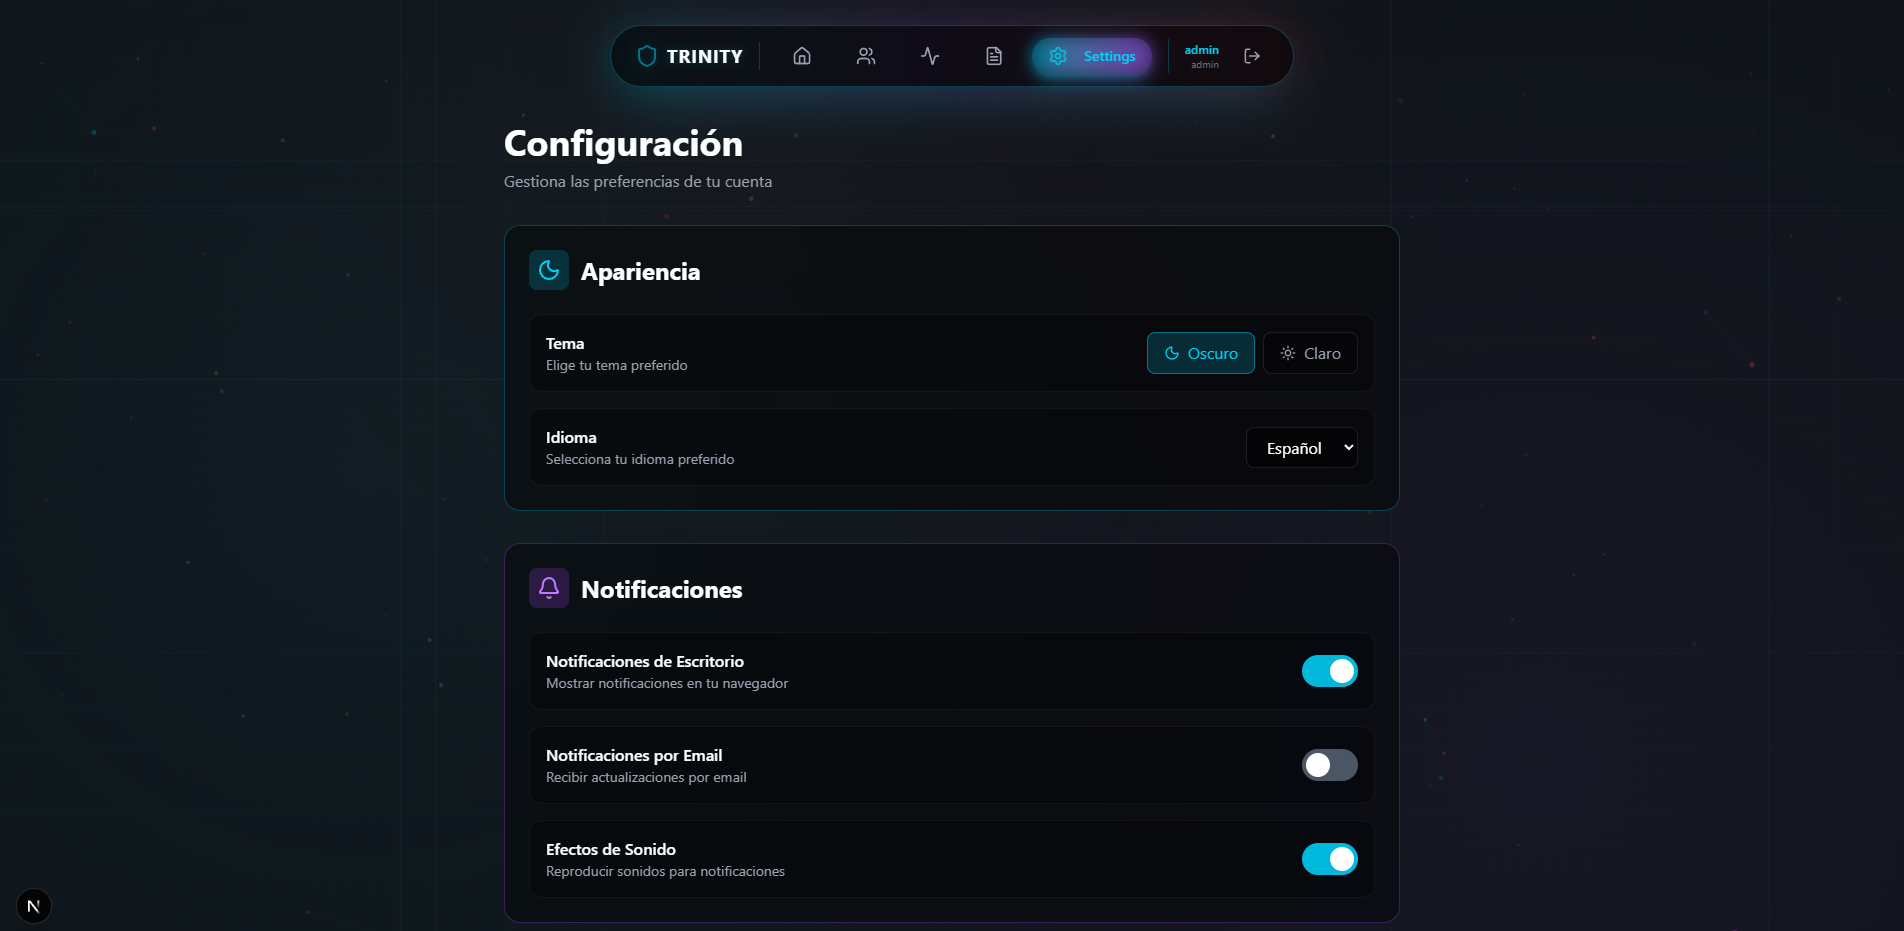 TRINITY
Settings
admin
admin
Configuración
Gestiona las preferencias de tu cuenta
Apariencia
Tema
Elige tu tema preferido
Oscuro
Claro
Idioma
Selecciona tu idioma preferido
Español
Notificaciones
Notificaciones de Escritorio
Mostrar notificaciones en tu navegador
Notificaciones por Email
Recibir actualizaciones por email
Efectos de Sonido
Reproducir sonidos para notificaciones
N